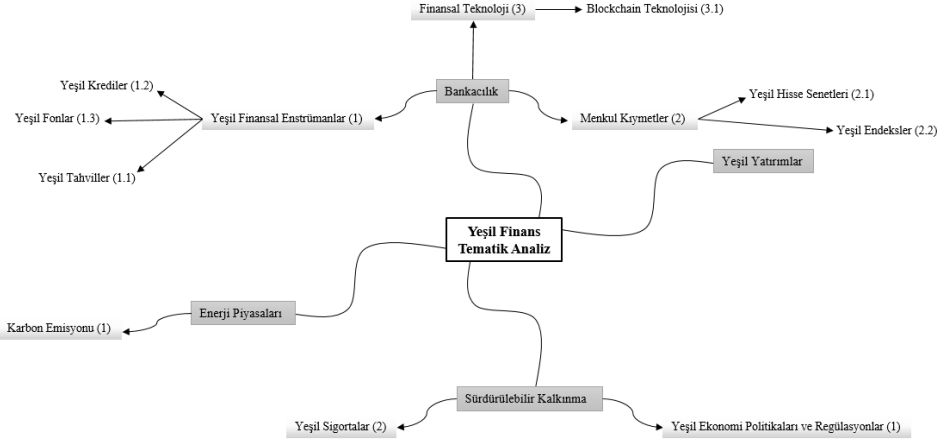 Finansal Teknoloji (3)
Blockchain Teknolojisi (3.1)
Yeşil Krediler (1.2)
Bankacılık
Yeşil Hisse Senetleri (2.1)
Yeşil Fonlar (1.3)
Yeşil Finansal Enstrümanlar (1)
Menkul Kıymetler (2)
Yeşil Endeksler (2.2)
Yeşil Yatırımlar
Yeşil Tahviller (1.1)
Yeşil Finans
Tematik Analiz
Enerji Piyasaları
Karbon Emisyonu (1)
Sürdürülebilir Kalkınma
Yeşil Sigortalar (2)
Yeşil Ekonomi Politikaları ve Regülasyonlar (1)